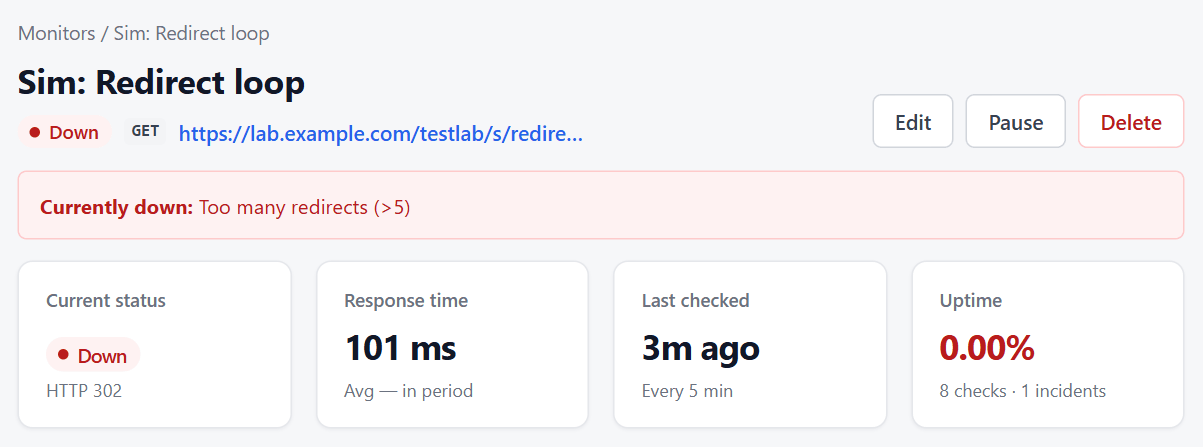 Monitors / Sim: Redirect loop
Sim: Redirect loop
Down GET https://lab.example.com/testlab/s/redire...
Edit Pause Delete
Currently down: Too many redirects (>5)
Current status
Down
HTTP 302
Response time
101 ms
Avg — in period
Last checked
3m ago
Every 5 min
Uptime
0.00%
8 checks · 1 incidents